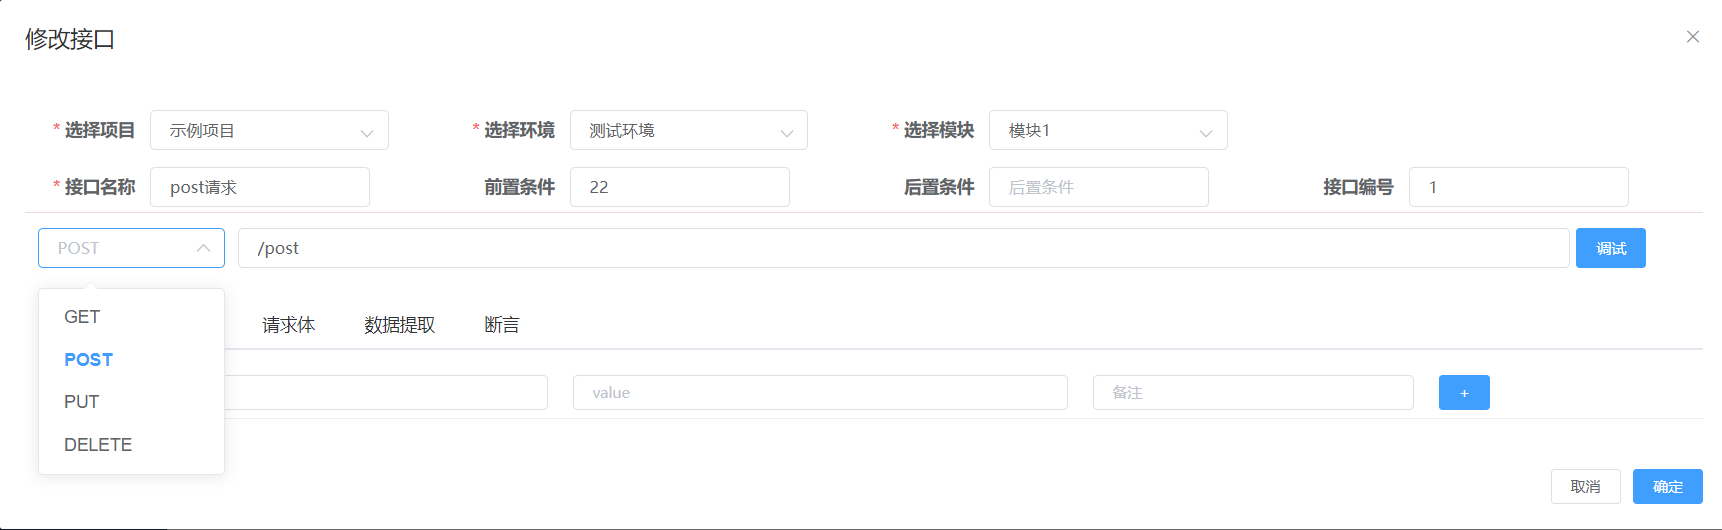 修改接口
* 选择项目 示例项目 * 选择环境 测试环境 * 选择模块 模块1
* 接口名称 post请求 前置条件 22 后置条件 后置条件 接口编号 1
POST /post 调试
GET
请求体 数据提取 断言
POST
value 备注 +
PUT
DELETE
取消 确定